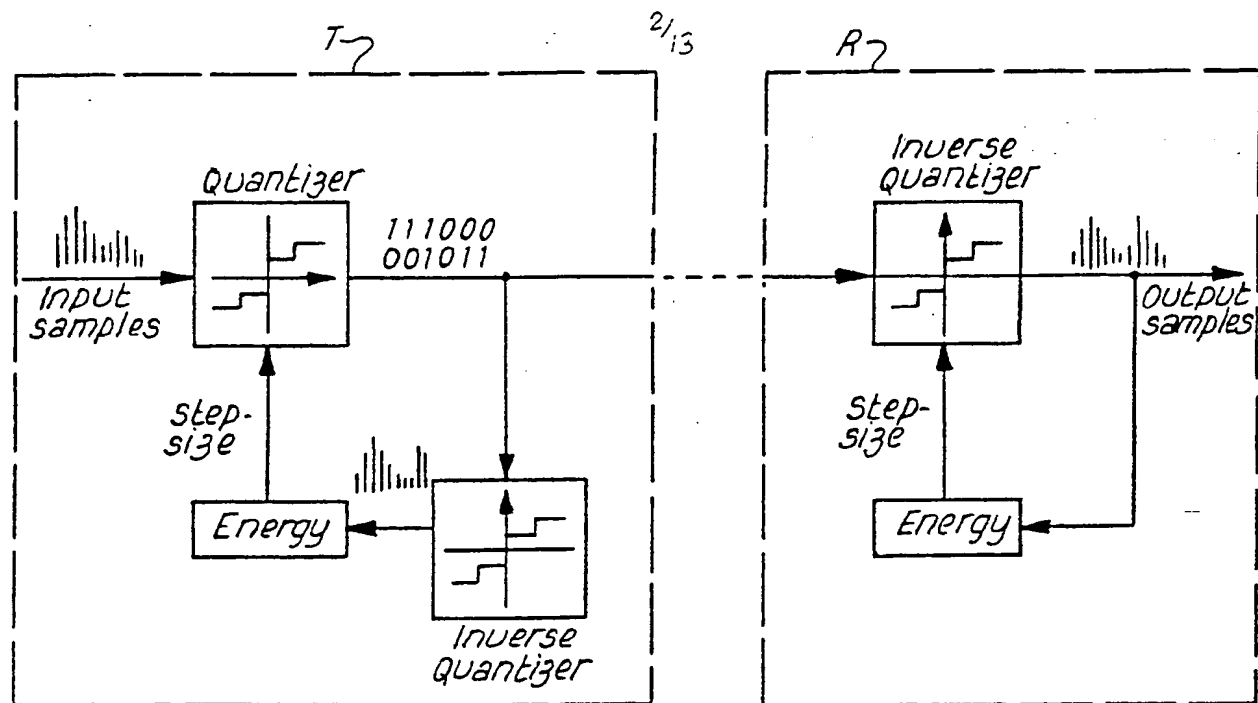 T
2/13
R
Quantizer
111000
001011
Input
samples
Step-
size
Energy
Inverse
Quantizer
Inverse
Quantizer
Output
samples
Step-
size
Energy